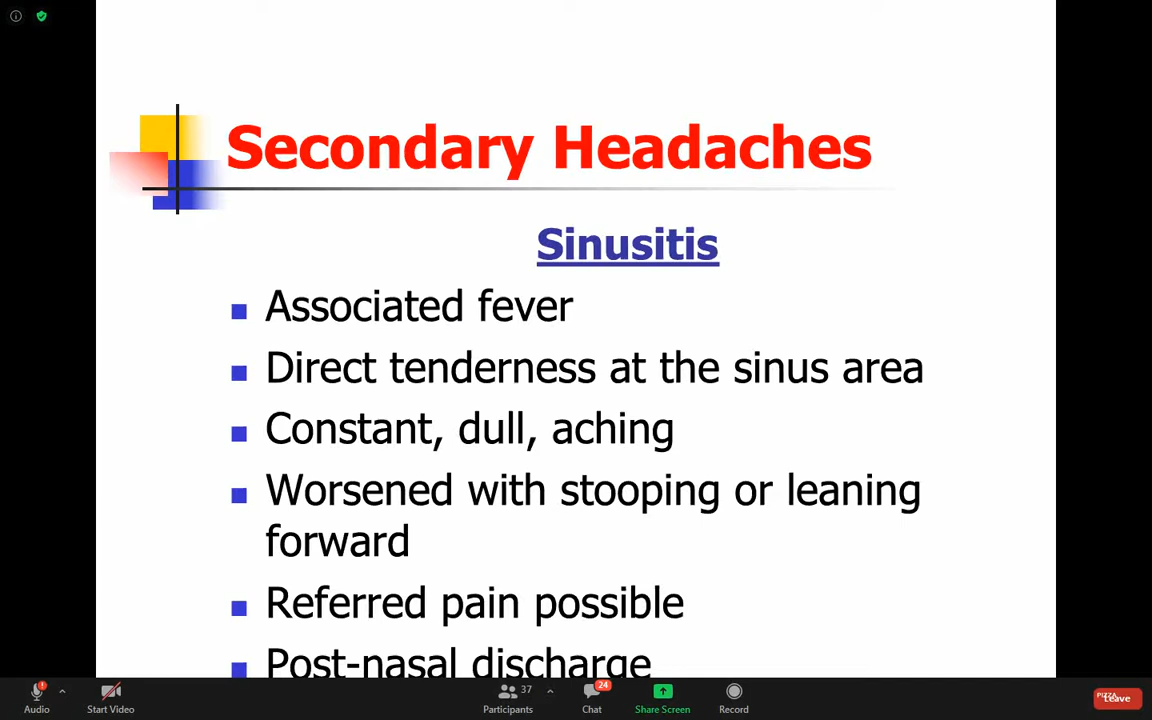 Secondary Headaches
Sinusitis
Associated fever
Direct tenderness at the sinus area
Constant, dull, aching
Worsened with stooping or leaning
forward
Referred pain possible
Post-nasal discharge
Audio
Start Video
37
Participants
24
Chat
Share Screen
Record
PIZZA
Leave